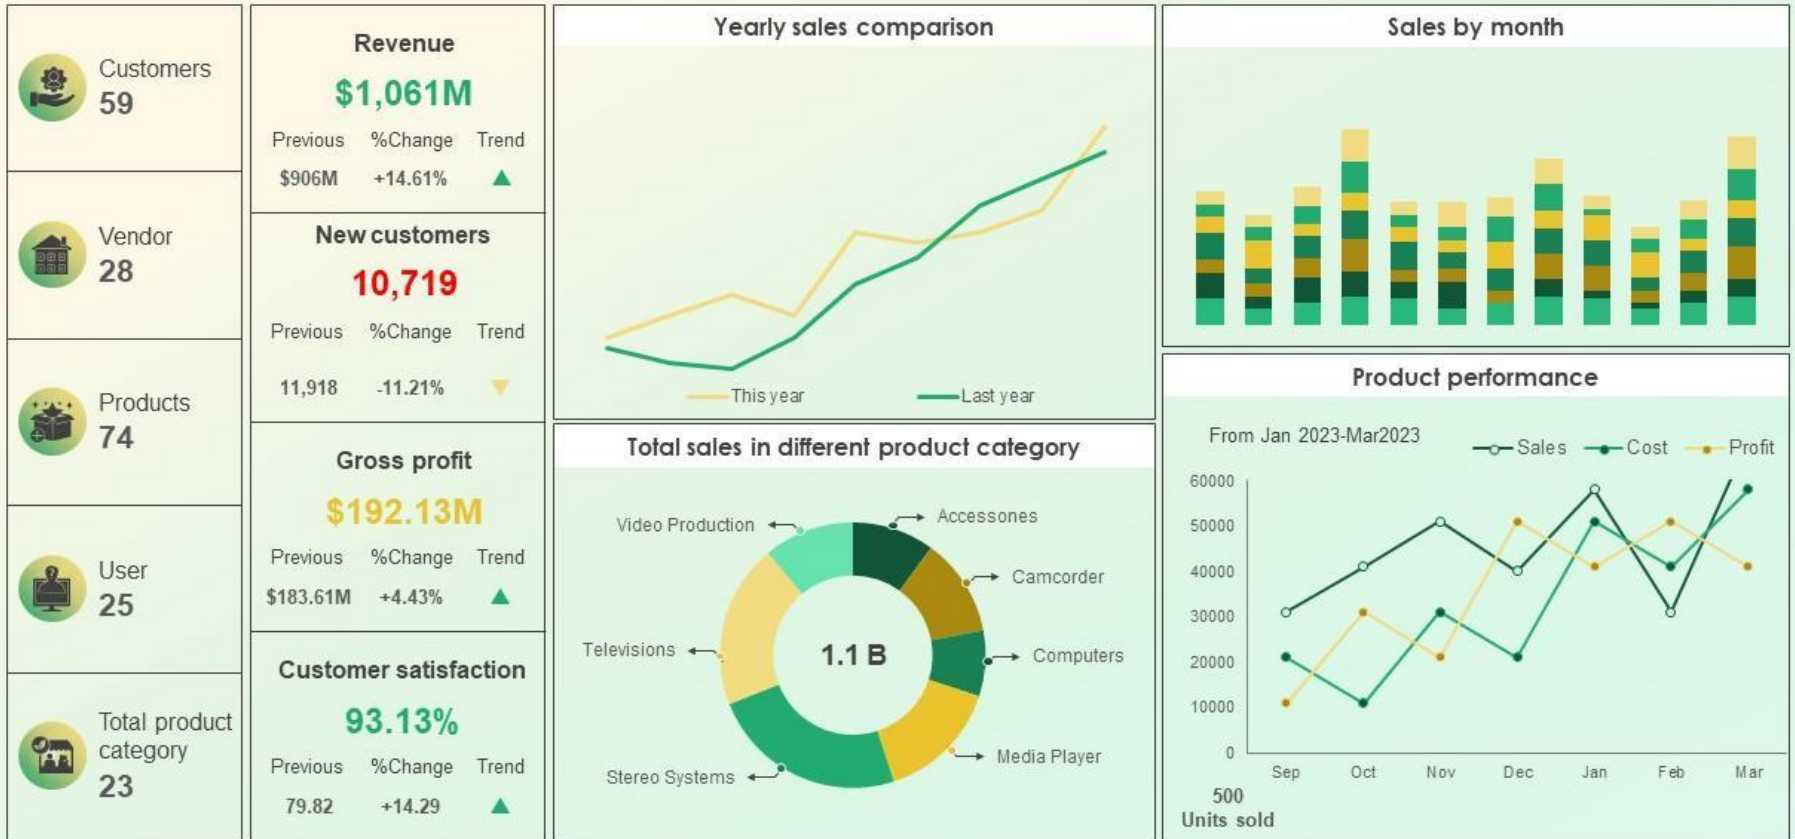 Customers
59
Vendor
28
Products
74
User
25
Total product
category
23
Revenue
$1,061M
Previous %Change Trend
$906M +14.61%
New customers
10,719
Previous %Change Trend
11,918 -11.21%
Gross profit
$192.13M
Previous %Change Trend
$183.61M +4.43%
Customer satisfaction
93.13%
Previous %Change Trend
79.82 +14.29
Yearly sales comparison
This year Last year
Total sales in different product category
Video Production
Accessones
Camcorder
Televisions
1.1 B
Computers
Media Player
Stereo Systems
Sales by month
Product performance
From Jan 2023-Mar2023
Sales Cost Profit
60000
50000
40000
30000
20000
10000
0
Sep Oct Nov Dec Jan Feb Mar
500
Units sold